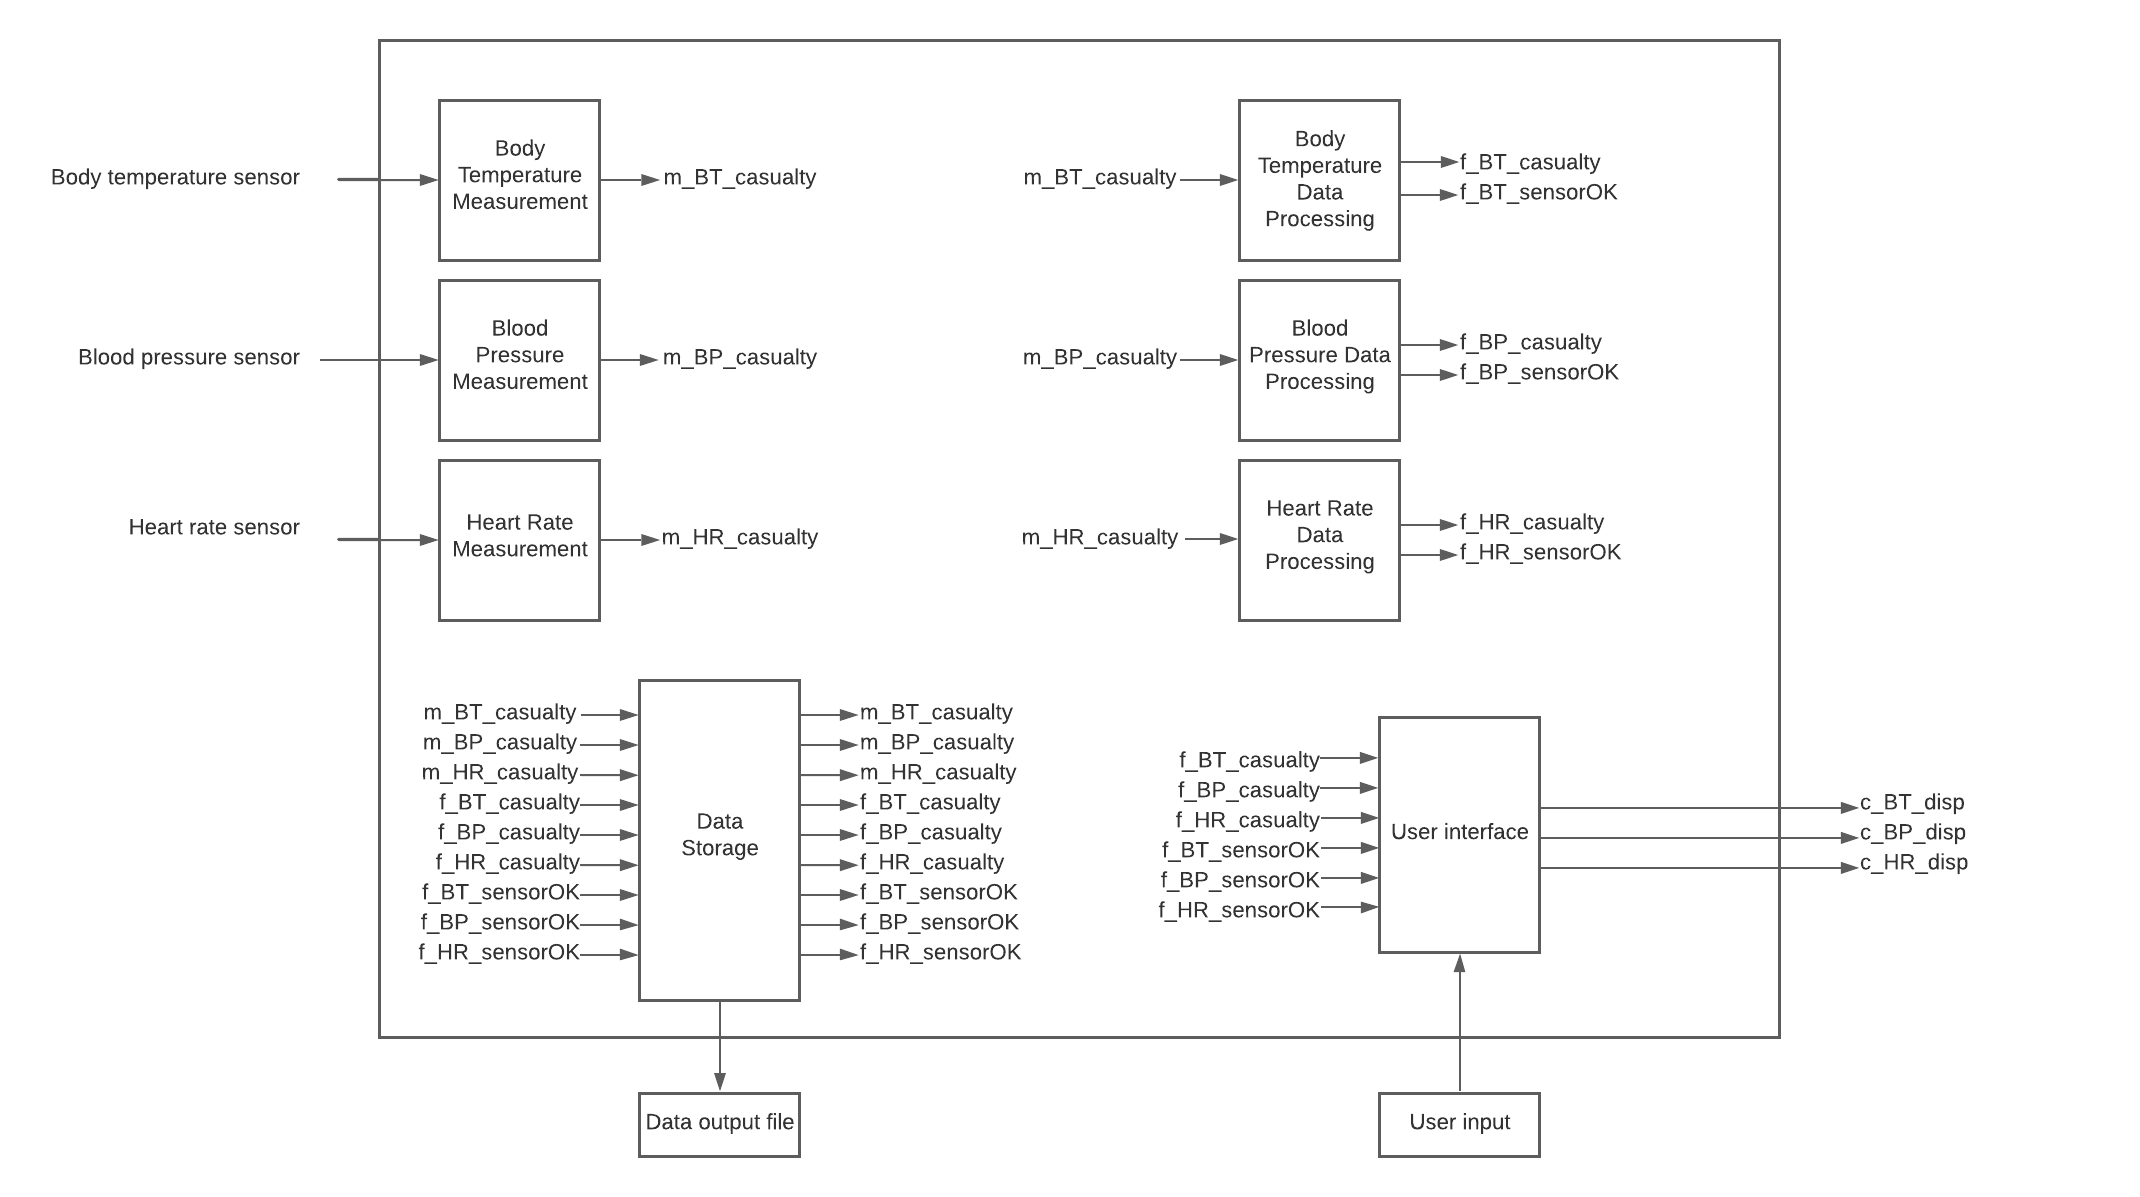 Body temperature sensor
Body
Temperature
Measurement
m_BT_casualty
m_BT_casualty
Body
Temperature
Data
Processing
f_BT_casualty
f_BT_sensorOK
Blood pressure sensor
Blood
Pressure
Measurement
m_BP_casualty
m_BP_casualty
Blood
Pressure Data
Processing
f_BP_casualty
f_BP_sensorOK
Heart rate sensor
Heart Rate
Measurement
m_HR_casualty
m_HR_casualty
Heart Rate
Data
Processing
f_HR_casualty
f_HR_sensorOK
m_BT_casualty
m_BP_casualty
m_HR_casualty
f_BT_casualty
f_BP_casualty
f_HR_casualty
f_BT_sensorOK
f_BP_sensorOK
f_HR_sensorOK
Data
Storage
m_BT_casualty
m_BP_casualty
m_HR_casualty
f_BT_casualty
f_BP_casualty
f_HR_casualty
f_BT_sensorOK
f_BP_sensorOK
f_HR_sensorOK
f_BT_casualty
f_BP_casualty
f_HR_casualty
f_BT_sensorOK
f_BP_sensorOK
f_HR_sensorOK
User interface
c_BT_disp
c_BP_disp
c_HR_disp
Data output file
User input